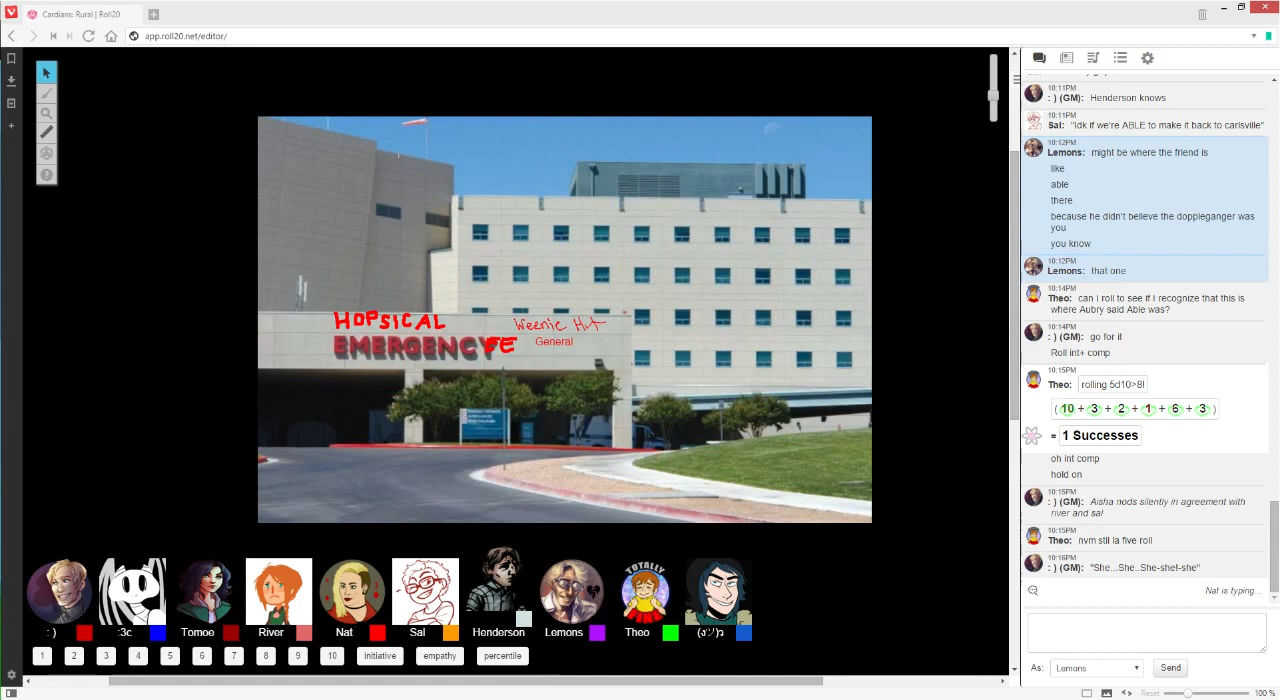 Cardians: Rural | Roll20
app.roll20.net/editor/
HOPSICAL
Weenie Hut
EMERGENCYEE
General
TOTALLY
: )
:3c
Tomoe
River
Nat
Sal
Henderson
Lemons
Theo
1
2
3
4
5
6
7
8
9
10
initiative
empathy
percentile
10:11PM
: ) (GM): Henderson knows
10:11PM
Sal: "Idk if we're ABLE to make it back to carlsville"
10:12PM
Lemons: might be where the friend is
like
able
there
because he didn't believe the doppleganger was
you
you know
10:12PM
Lemons: that one
10:14PM
Theo: can I roll to see if I recognize that this is
where Aubry said Able was?
10:14PM
: ) (GM): go for it
Roll int+ comp
10:15PM
Theo: rolling 5d10>8!
( 10 + 3 + 2 + 1 + 6 + 3 )
= 1 Successes
oh int comp
hold on
10:15PM
: ) (GM): Aisha nods silently in agreement with
river and sal
10:15PM
Theo: nvm stil la five roll
10:16PM
: ) (GM): "She...She..She-sheI-she"
Nat is typing...
As: Lemons
Send
Reset
100 %